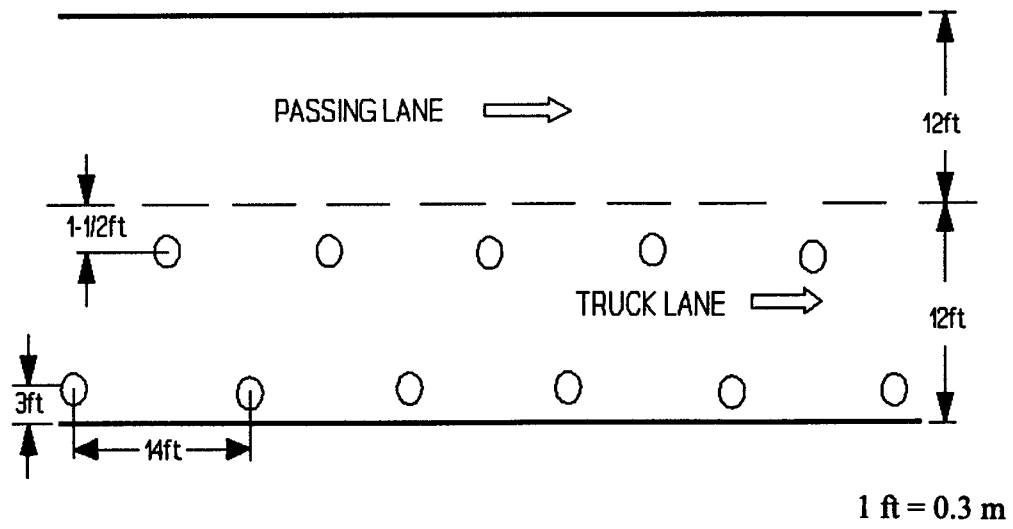 PASSING LANE
12ft
1-1/2ft
TRUCK LANE
12ft
3ft
14ft
1 ft = 0.3 m